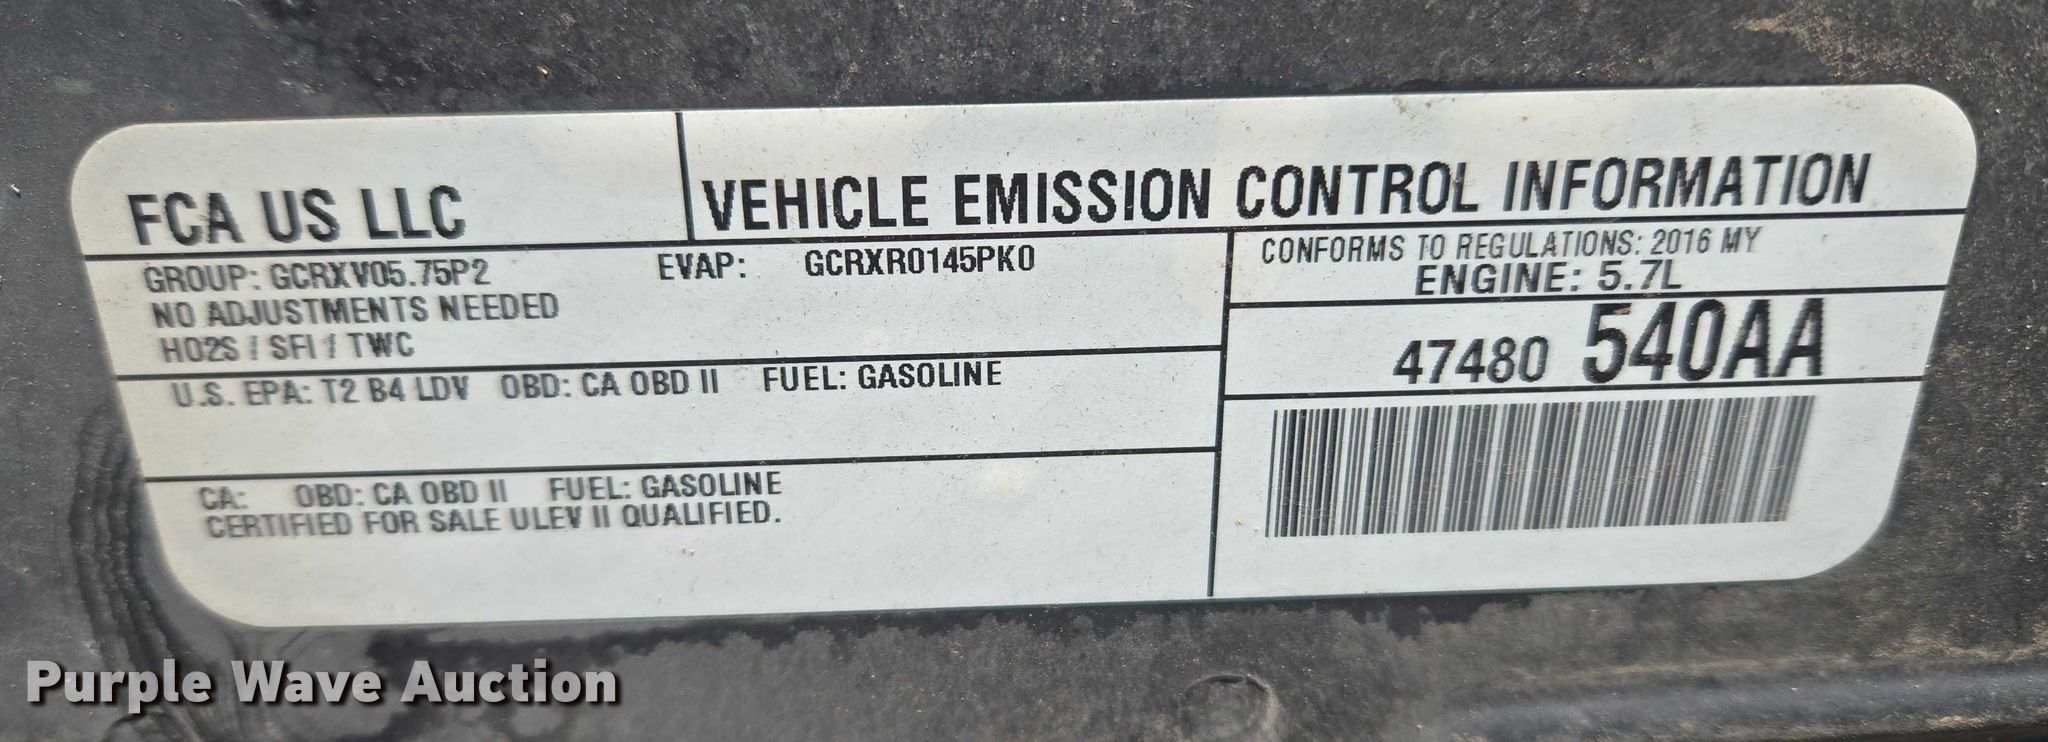 FCA US LLC
VEHICLE EMISSION CONTROL INFORMATION
GROUP: GCRXV05.75P2 EVAP: GCRXR0145PK0
NO ADJUSTMENTS NEEDED
HO2S / SFI / TWC
U.S. EPA: T2 B4 LDV OBD: CA OBD II FUEL: GASOLINE
CA: OBD: CA OBD II FUEL: GASOLINE
CERTIFIED FOR SALE ULEV II QUALIFIED.
CONFORMS TO REGULATIONS: 2016 MY
ENGINE: 5.7L
47480 540AA
Purple Wave Auction